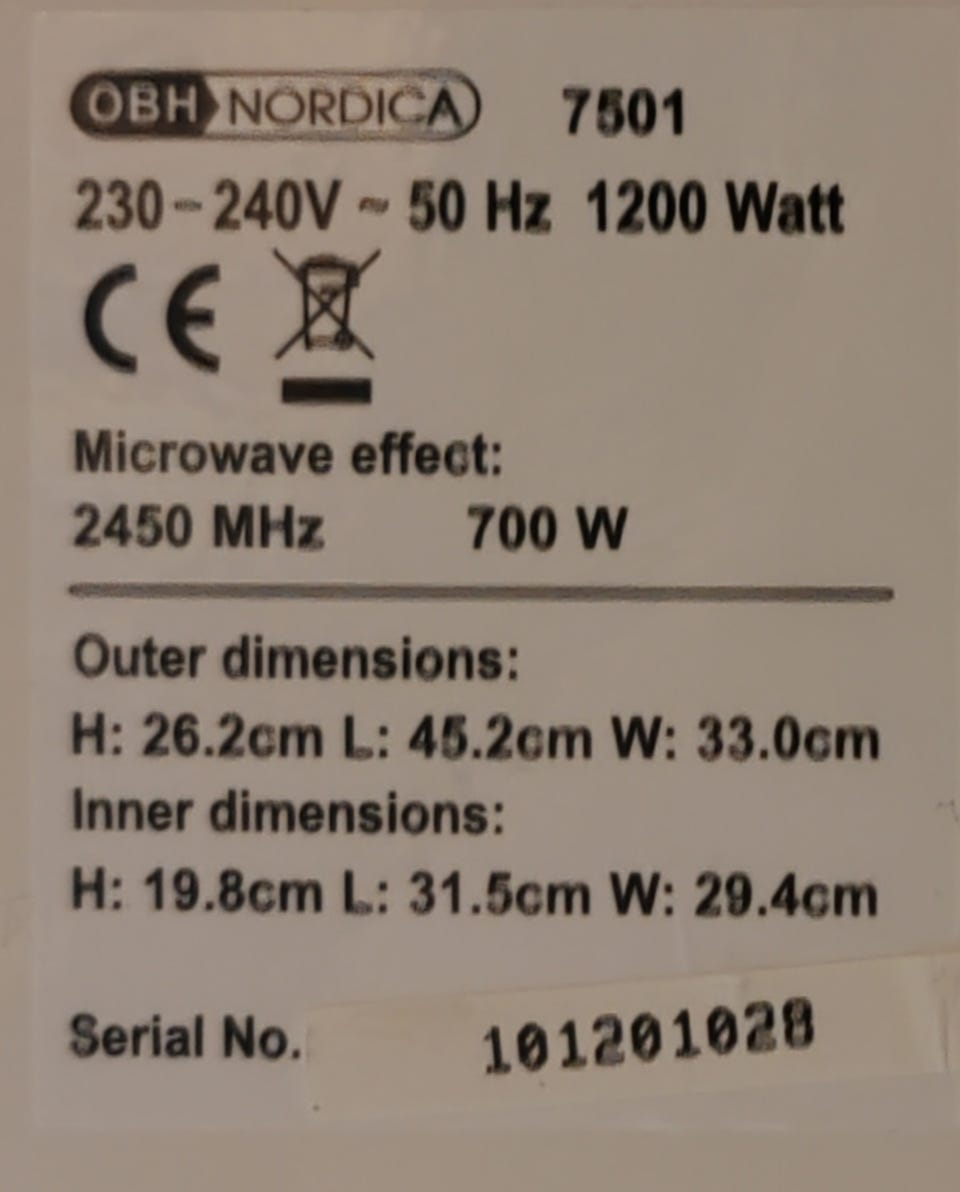 OBH NORDICA 7501
230-240V ~ 50 Hz 1200 Watt
CE
Microwave effect:
2450 MHz 700 W
Outer dimensions:
H: 26.2cm L: 45.2cm W: 33.0cm
Inner dimensions:
H: 19.8cm L: 31.5cm W: 29.4cm
Serial No. 101201028